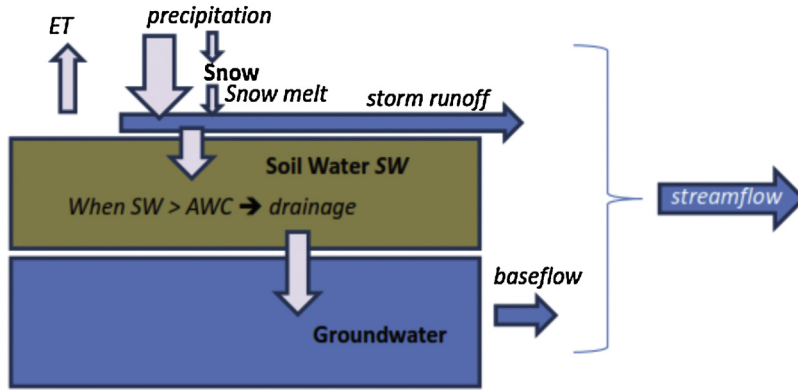 precipitation
ET
Snow
Snow melt
storm runoff
Soil Water SW
When SW > AWC ➔ drainage
streamflow
baseflow
Groundwater